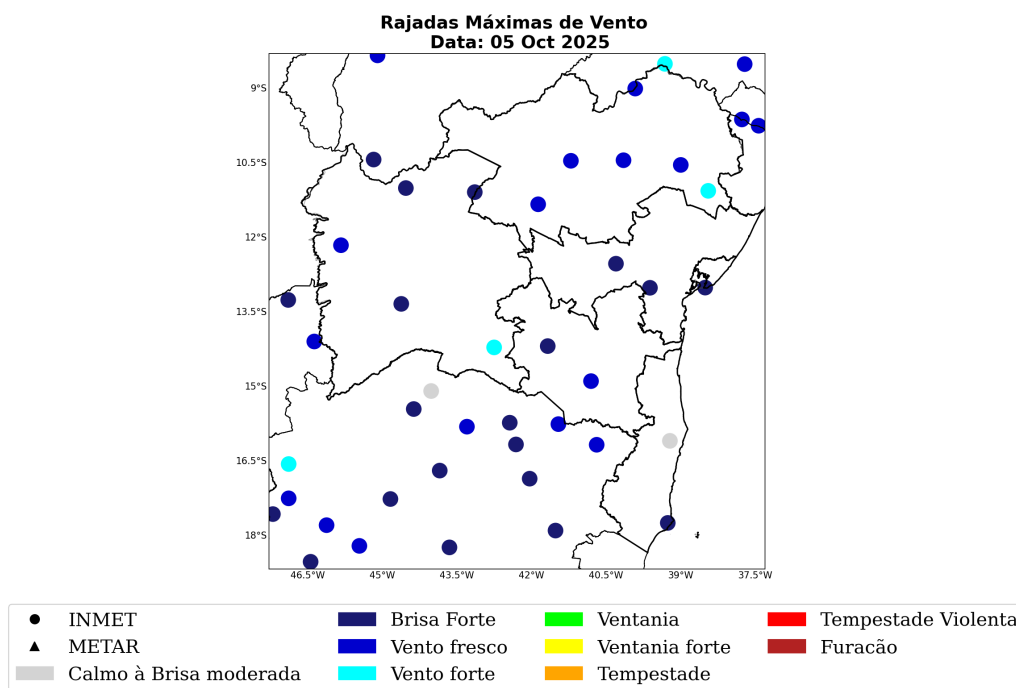 Rajadas Máximas de Vento
Data: 05 Oct 2025
9°S
10.5°S
12°S
13.5°S
15°S
16.5°S
18°S
46.5°W 45°W 43.5°W 42°W 40.5°W 39°W 37.5°W
INMET
METAR
Calmo à Brisa moderada
Brisa Forte
Vento fresco
Vento forte
Ventania
Ventania forte
Tempestade
Tempestade Violenta
Furacão